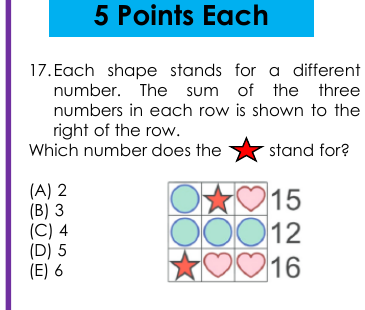 5 Points Each
17. Each shape stands for a different
number. The sum of the three
numbers in each row is shown to the
right of the row.
Which number does the stand for?
(A) 2
(B) 3
(C) 4
(D) 5
(E) 6
15
12
16